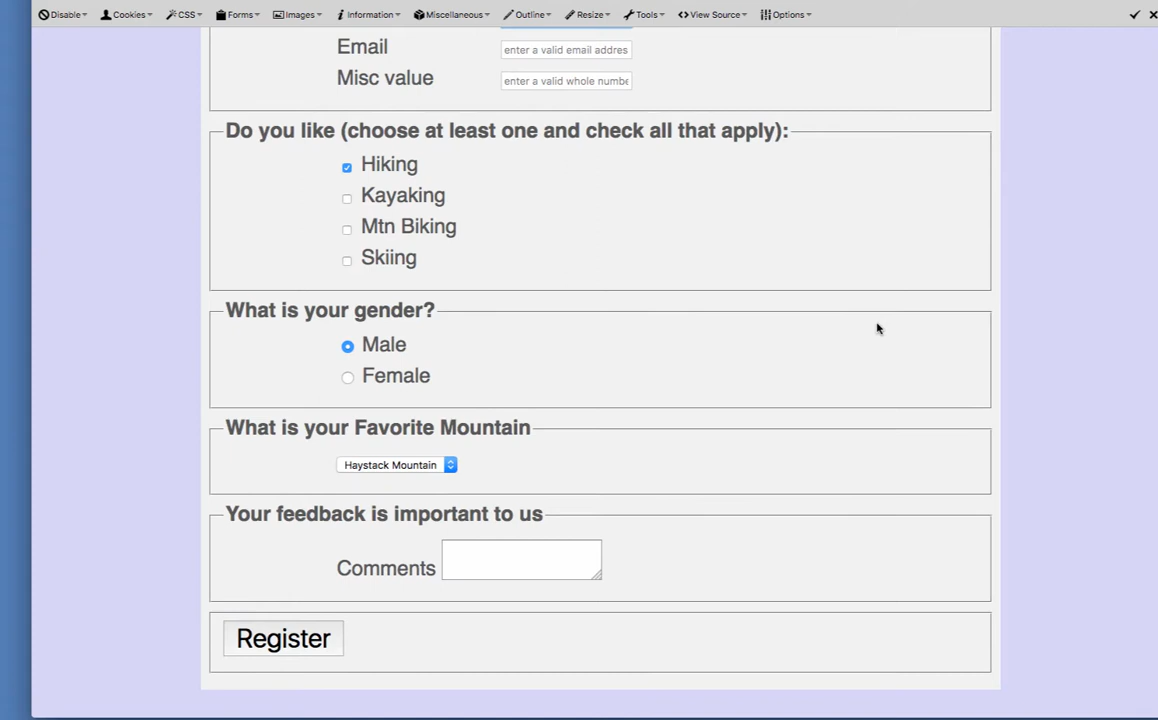 Disable Cookies CSS Forms Images Information Miscellaneous Outline Resize Tools View Source Options
Email enter a valid email addres
Misc value enter a valid whole numbe
Do you like (choose at least one and check all that apply):
Hiking
Kayaking
Mtn Biking
Skiing
What is your gender?
Male
Female
What is your Favorite Mountain
Haystack Mountain
Your feedback is important to us
Comments
Register